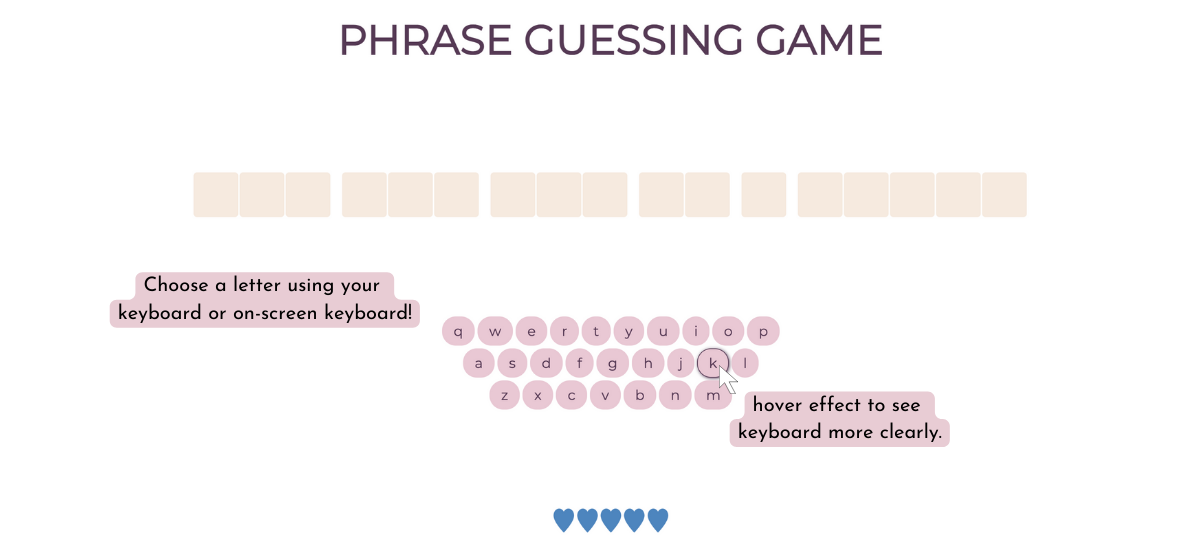 PHRASE GUESSING GAME
Choose a letter using your
keyboard or on-screen keyboard!
q w e r t y u i o p
a s d f g h j k l
z x c v b n m
hover effect to see
keyboard more clearly.